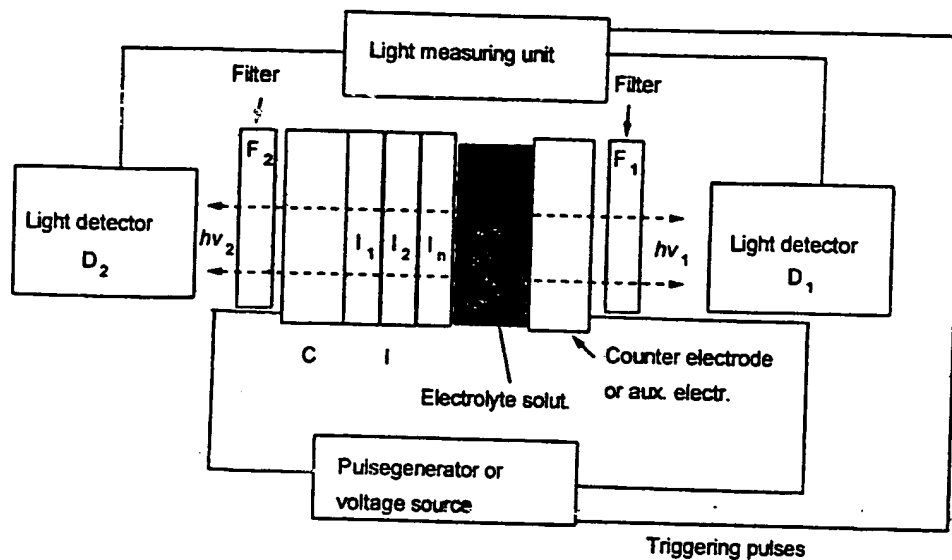 Light measuring unit
Filter
Filter
F2
F1
Light detector
D2
hν2
I1
I2
In
hν1
Light detector
D1
C
I
Counter electrode
or aux. electr.
Electrolyte solut.
Pulsegenerator or
voltage source
Triggering pulses